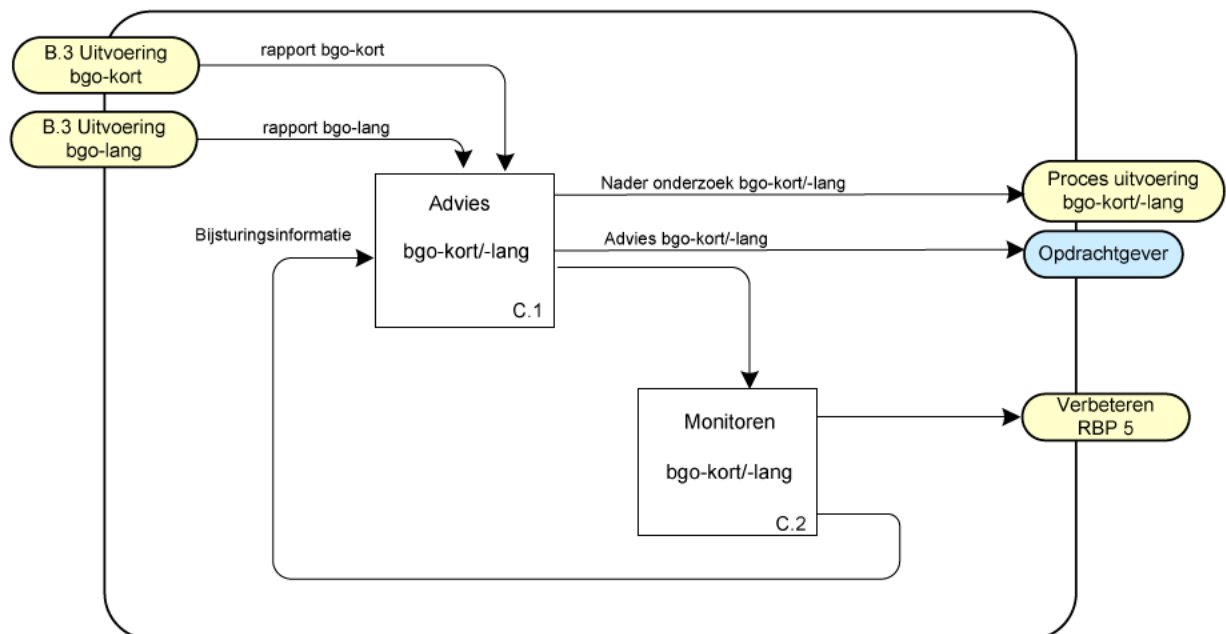 B.3 Uitvoering
bgo-kort
rapport bgo-kort
B.3 Uitvoering
bgo-lang
rapport bgo-lang
Advies
bgo-kort/-lang
C.1
Nader onderzoek bgo-kort/-lang
Proces uitvoering
bgo-kort/-lang
Bijsturingsinformatie
Advies bgo-kort/-lang
Opdrachtgever
Monitoren
bgo-kort/-lang
C.2
Verbeteren
RBP 5